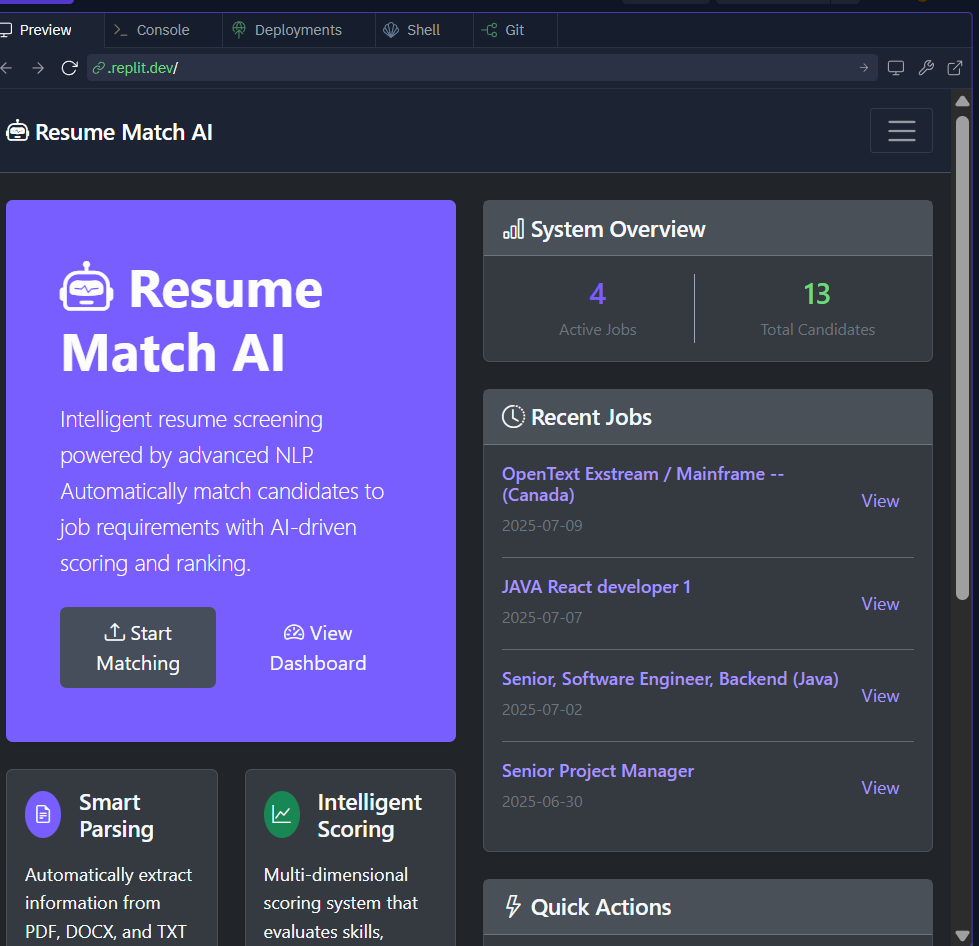 Preview
Console
Deployments
Shell
Git
.replit.dev/
Resume Match AI
Resume
Match AI
Intelligent resume screening
powered by advanced NLP.
Automatically match candidates to
job requirements with AI-driven
scoring and ranking.
Start
Matching
View
Dashboard
Smart
Parsing
Automatically extract
information from
PDF, DOCX, and TXT
Intelligent
Scoring
Multi-dimensional
scoring system that
evaluates skills,
System Overview
4
Active Jobs
13
Total Candidates
Recent Jobs
OpenText Exstream / Mainframe --
(Canada)
2025-07-09
View
JAVA React developer 1
2025-07-07
View
Senior, Software Engineer, Backend (Java)
2025-07-02
View
Senior Project Manager
2025-06-30
View
Quick Actions